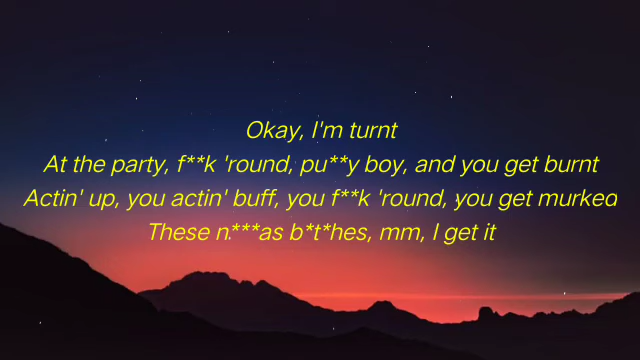 Okay, I'm turnt
At the party, f**k 'round, pu**y boy, and you get burnt
Actin' up, you actin' buff, you f**k 'round, you get murked
These n.***as b*t*hes, mm, I get it